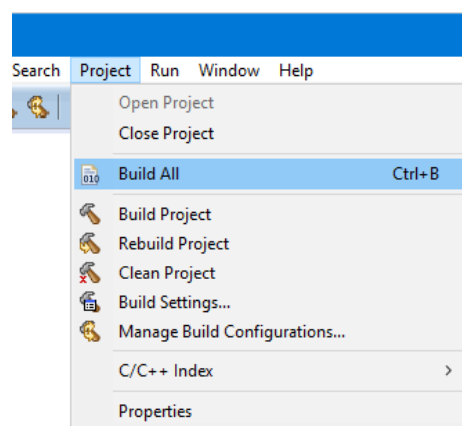 Search Project Run Window Help
Open Project
Close Project
010
Build All Ctrl+B
Build Project
Rebuild Project
Clean Project
Build Settings...
Manage Build Configurations...
C/C++ Index >
Properties